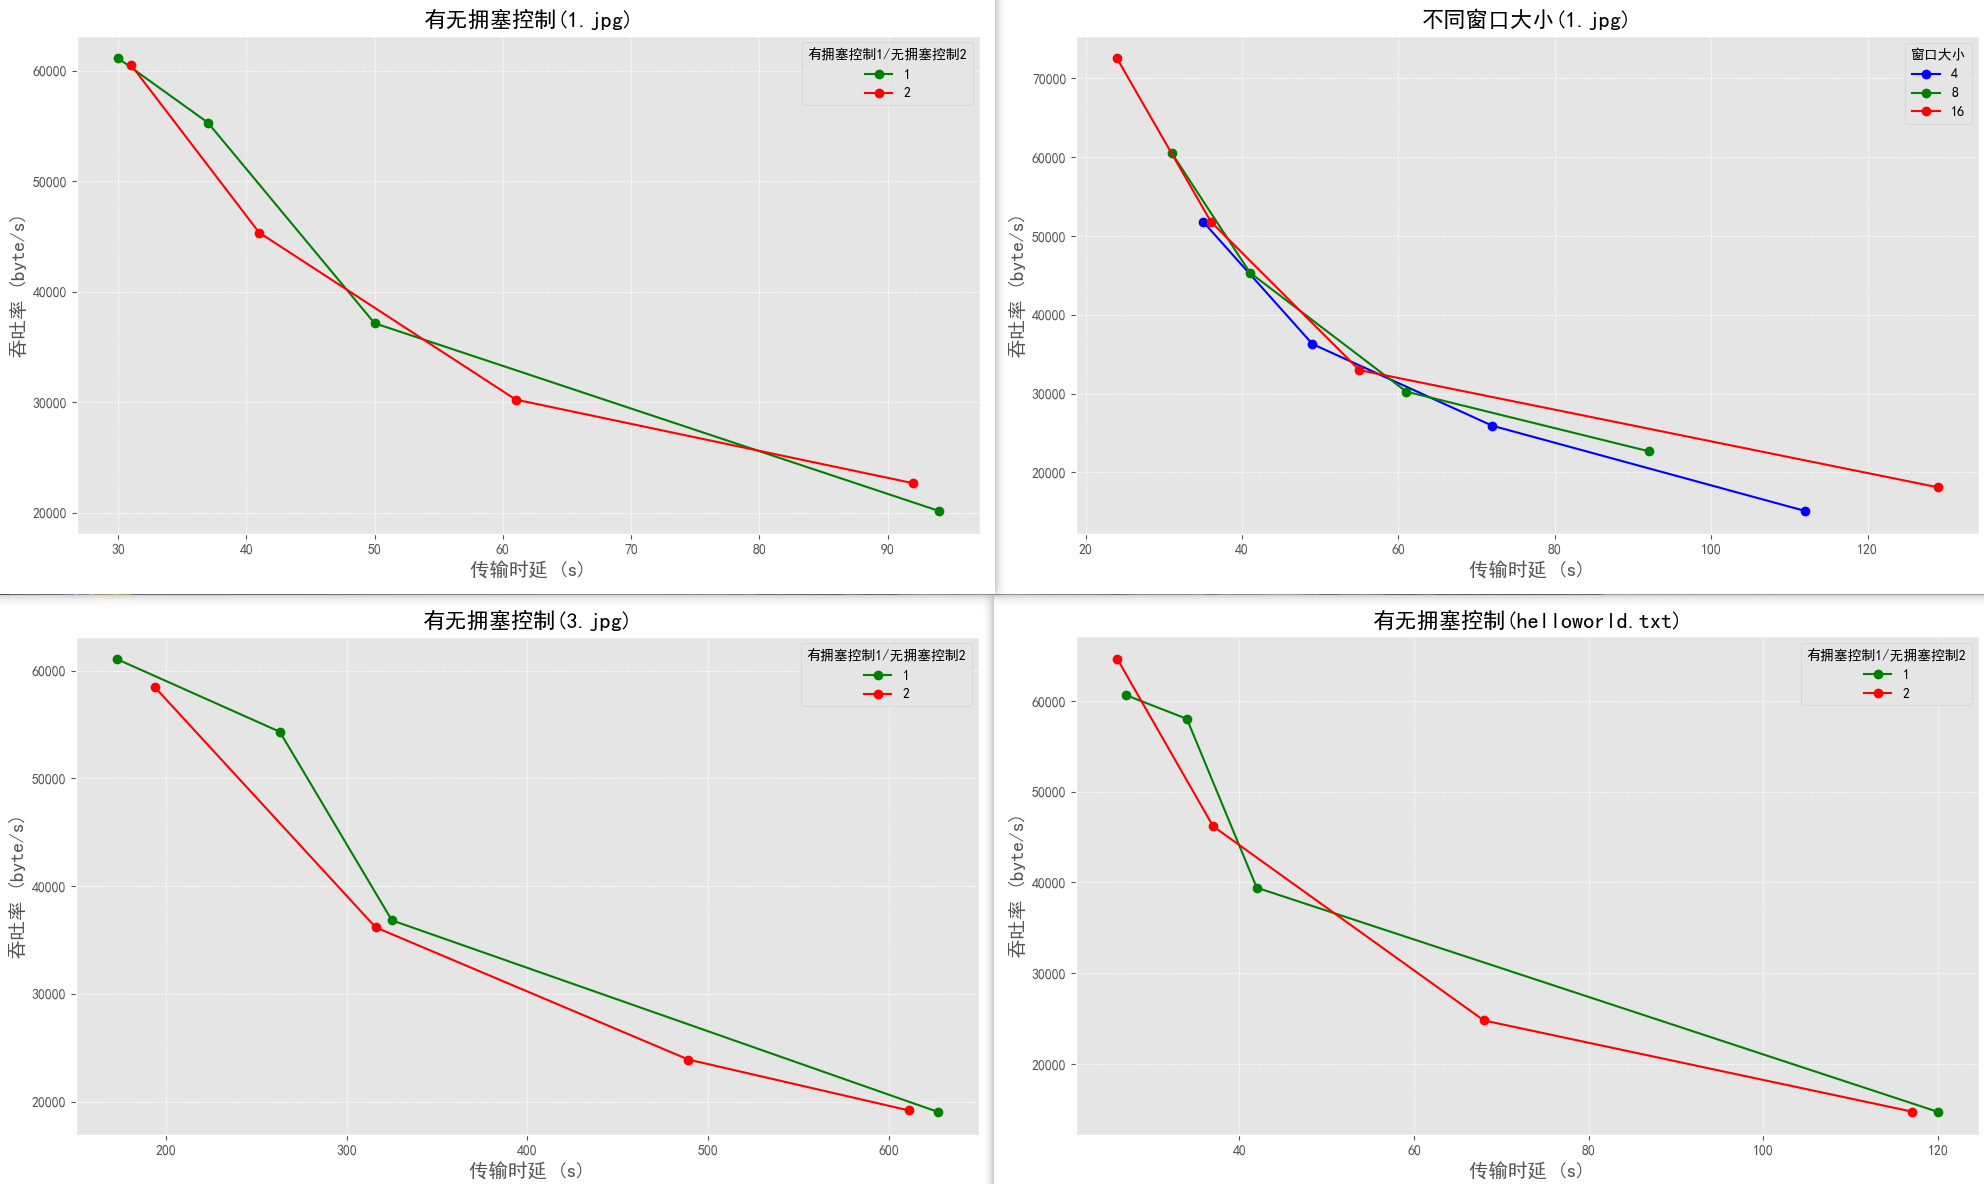 有无拥塞控制(1.jpg)
有拥塞控制1/无拥塞控制2
1
2
60000
50000
40000
30000
20000
吞吐率 (byte/s)
30 40 50 60 70 80 90
传输时延 (s)
不同窗口大小(1.jpg)
窗口大小
4
8
16
70000
60000
50000
40000
30000
20000
吞吐率 (byte/s)
20 40 60 80 100 120
传输时延 (s)
有无拥塞控制(3.jpg)
有拥塞控制1/无拥塞控制2
1
2
60000
50000
40000
30000
20000
吞吐率 (byte/s)
200 300 400 500 600
传输时延 (s)
有无拥塞控制(helloworld.txt)
有拥塞控制1/无拥塞控制2
1
2
60000
50000
40000
30000
20000
吞吐率 (byte/s)
40 60 80 100 120
传输时延 (s)